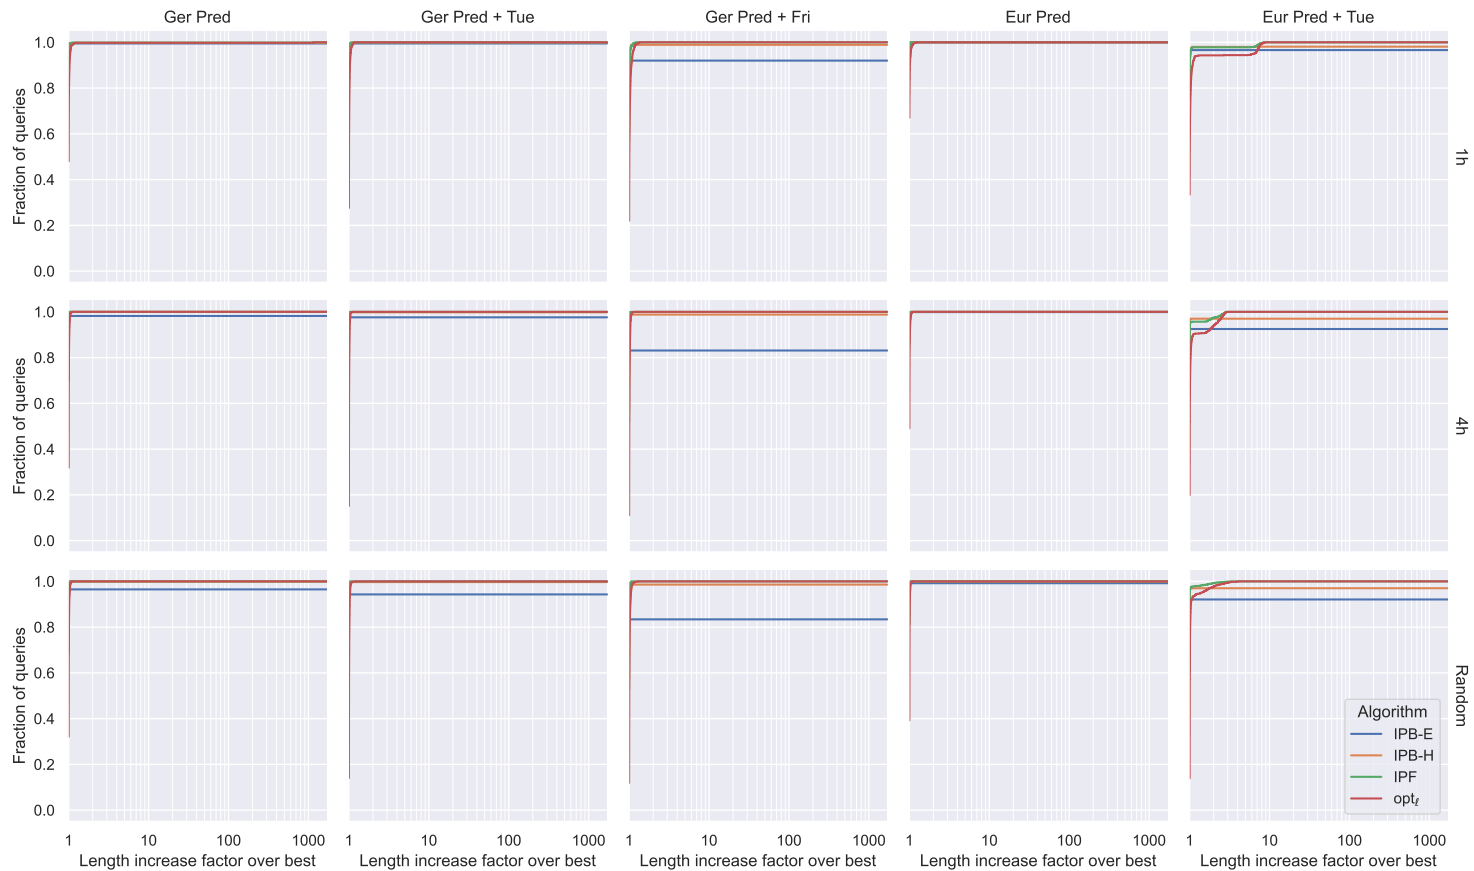 Ger Pred
Ger Pred + Tue
Ger Pred + Fri
Eur Pred
Eur Pred + Tue
Fraction of queries
1.0
0.8
0.6
0.4
0.2
0.0
1h
Fraction of queries
1.0
0.8
0.6
0.4
0.2
0.0
4h
Fraction of queries
1.0
0.8
0.6
0.4
0.2
0.0
Random
Algorithm
IPB-E
IPB-H
IPF
optℓ
1 10 100 1000
1 10 100 1000
1 10 100 1000
1 10 100 1000
1 10 100 1000
Length increase factor over best
Length increase factor over best
Length increase factor over best
Length increase factor over best
Length increase factor over best